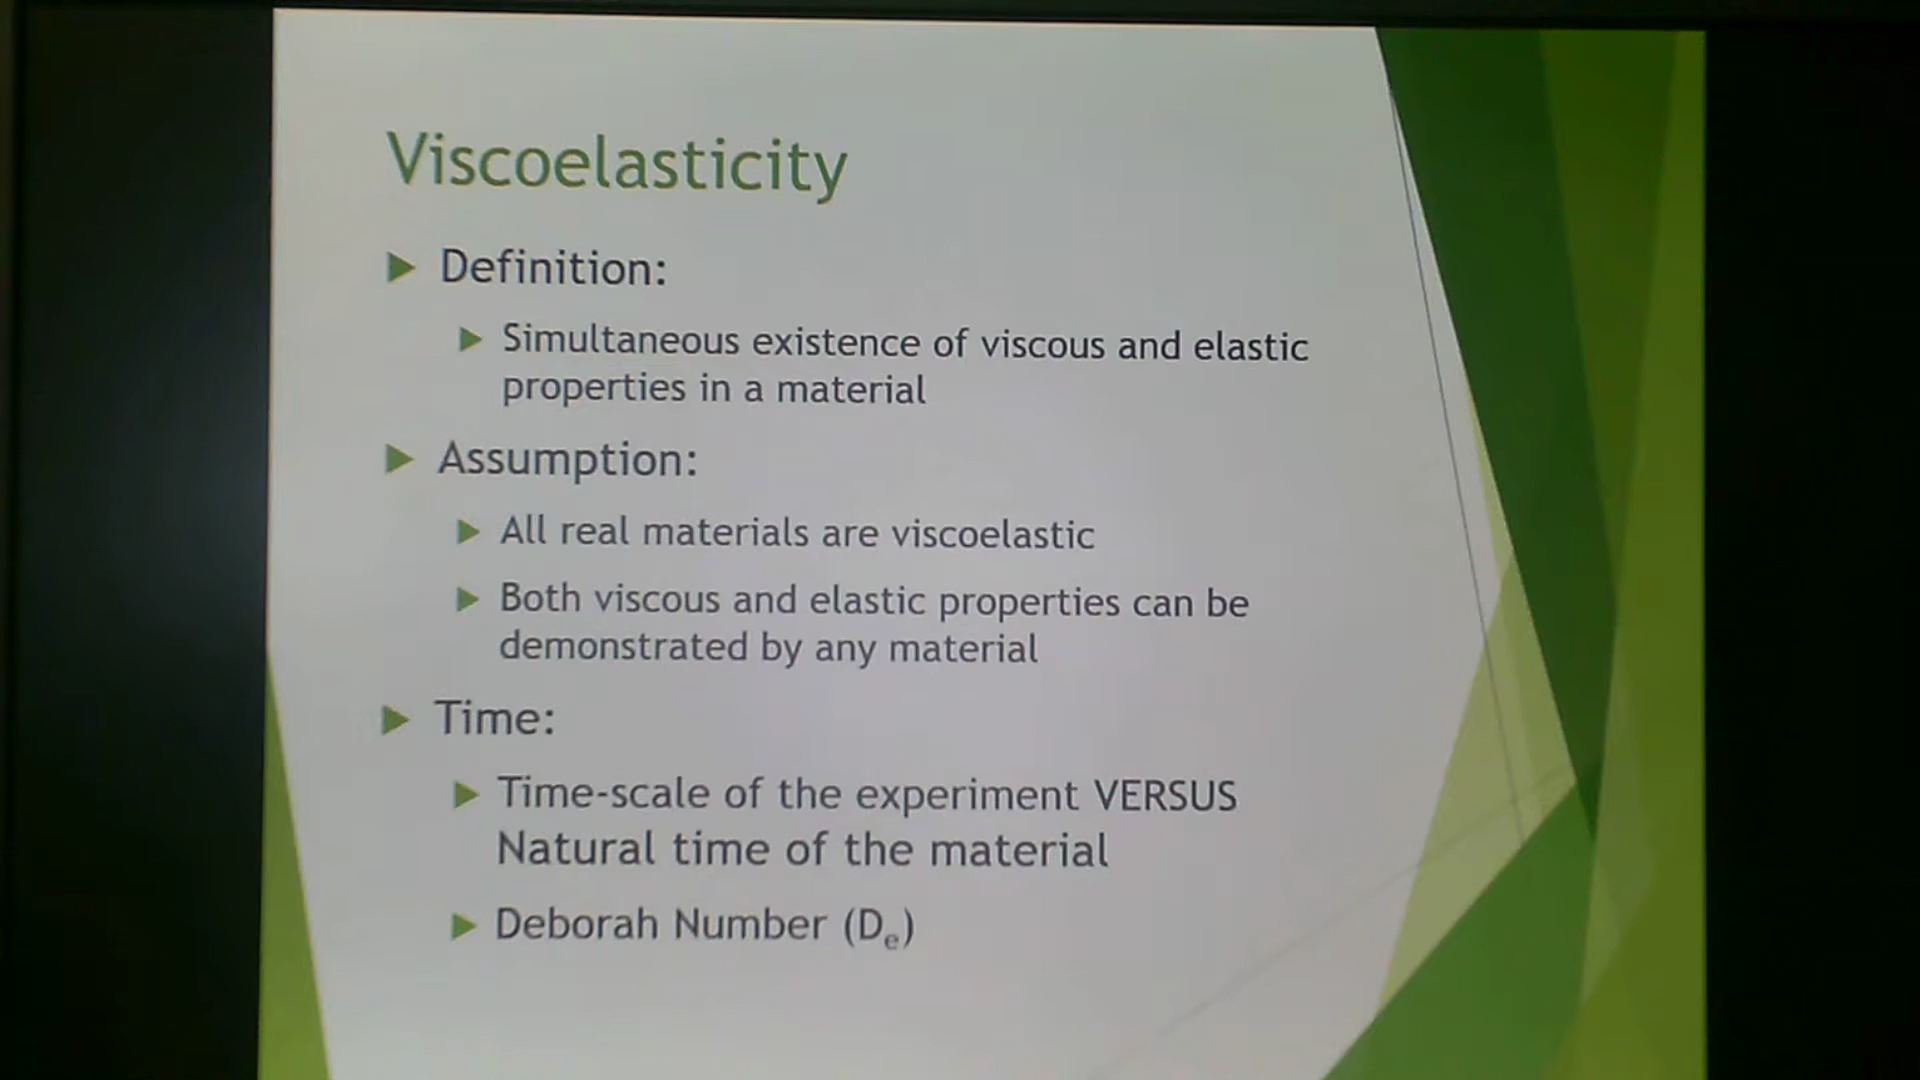 Viscoelasticity
Definition:
Simultaneous existence of viscous and elastic
properties in a material
Assumption:
All real materials are viscoelastic
Both viscous and elastic properties can be
demonstrated by any material
Time:
Time-scale of the experiment VERSUS
Natural time of the material
Deborah Number (De)